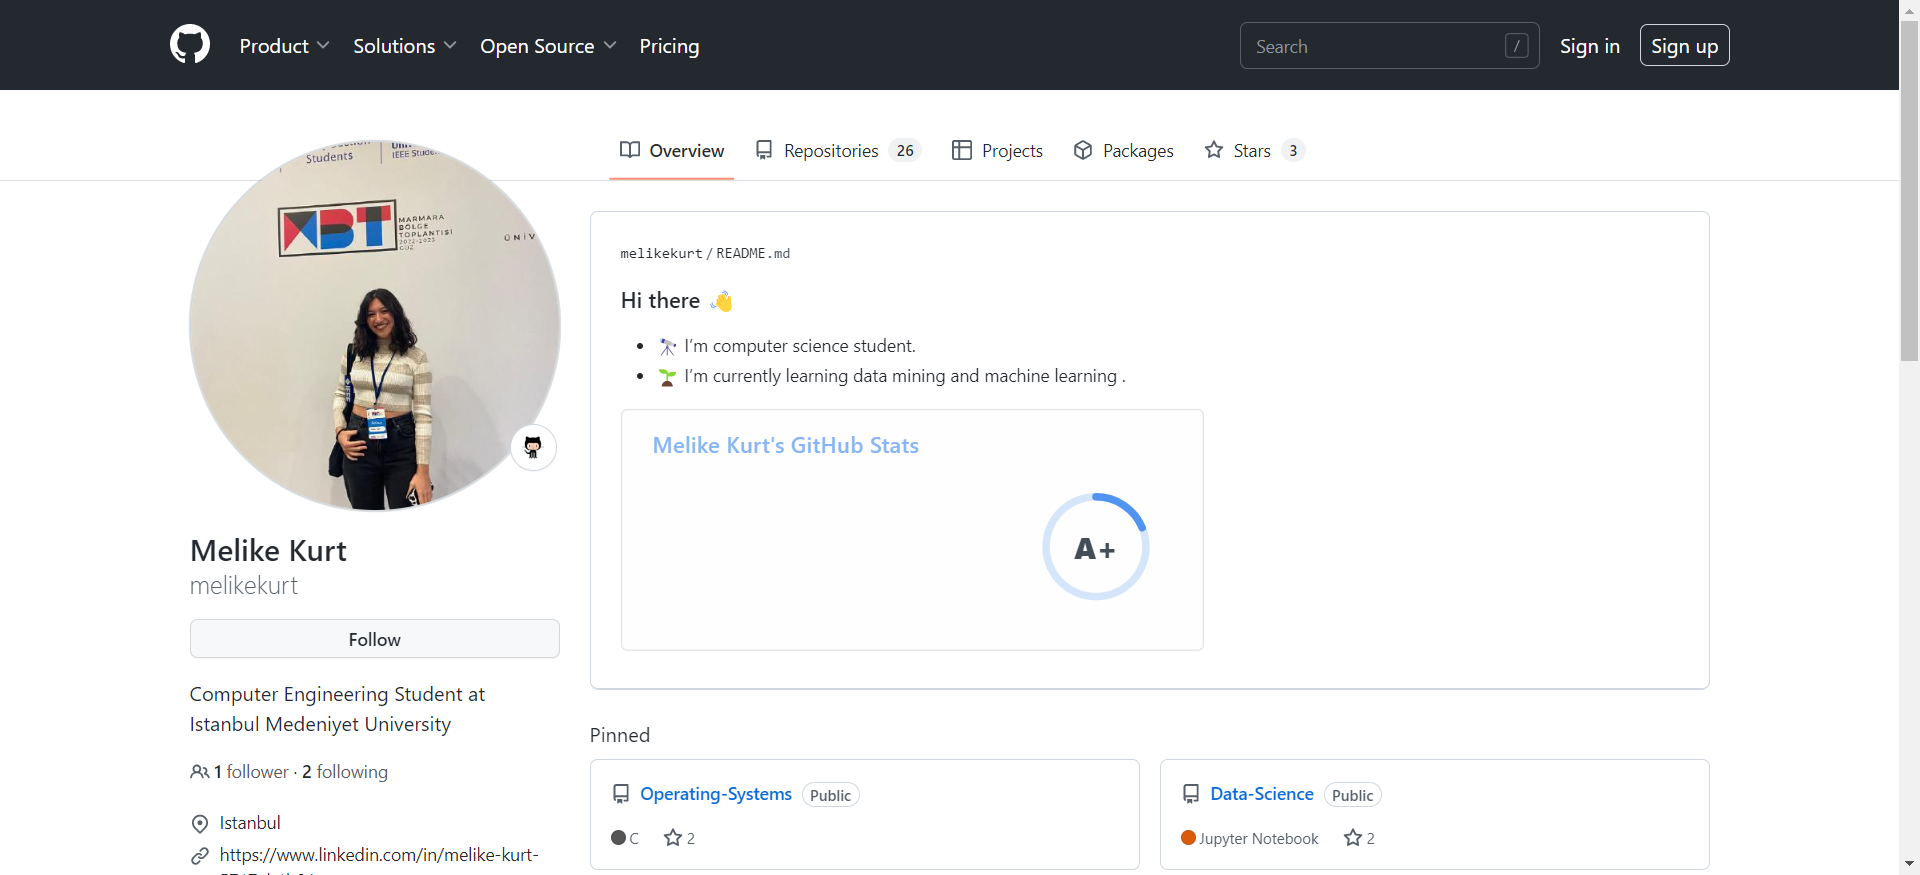 Product
Solutions
Open Source
Pricing
Search
/
Sign in
Sign up
Overview
Repositories 26
Projects
Packages
Stars 3
Students
IEEE
MBT
MARMARA
BÖLGE
TOPLANTISI
2022-2023
GÜZ
ÜNİV
Melike Kurt
melikekurt
Follow
Computer Engineering Student at
Istanbul Medeniyet University
1 follower · 2 following
Istanbul
https://www.linkedin.com/in/melike-kurt-
melikekurt/README.md
Hi there 👋
• 🔭 I’m computer science student.
• 🌱 I’m currently learning data mining and machine learning .
Melike Kurt's GitHub Stats
A+
Pinned
Operating-Systems Public
C 2
Data-Science Public
Jupyter Notebook 2